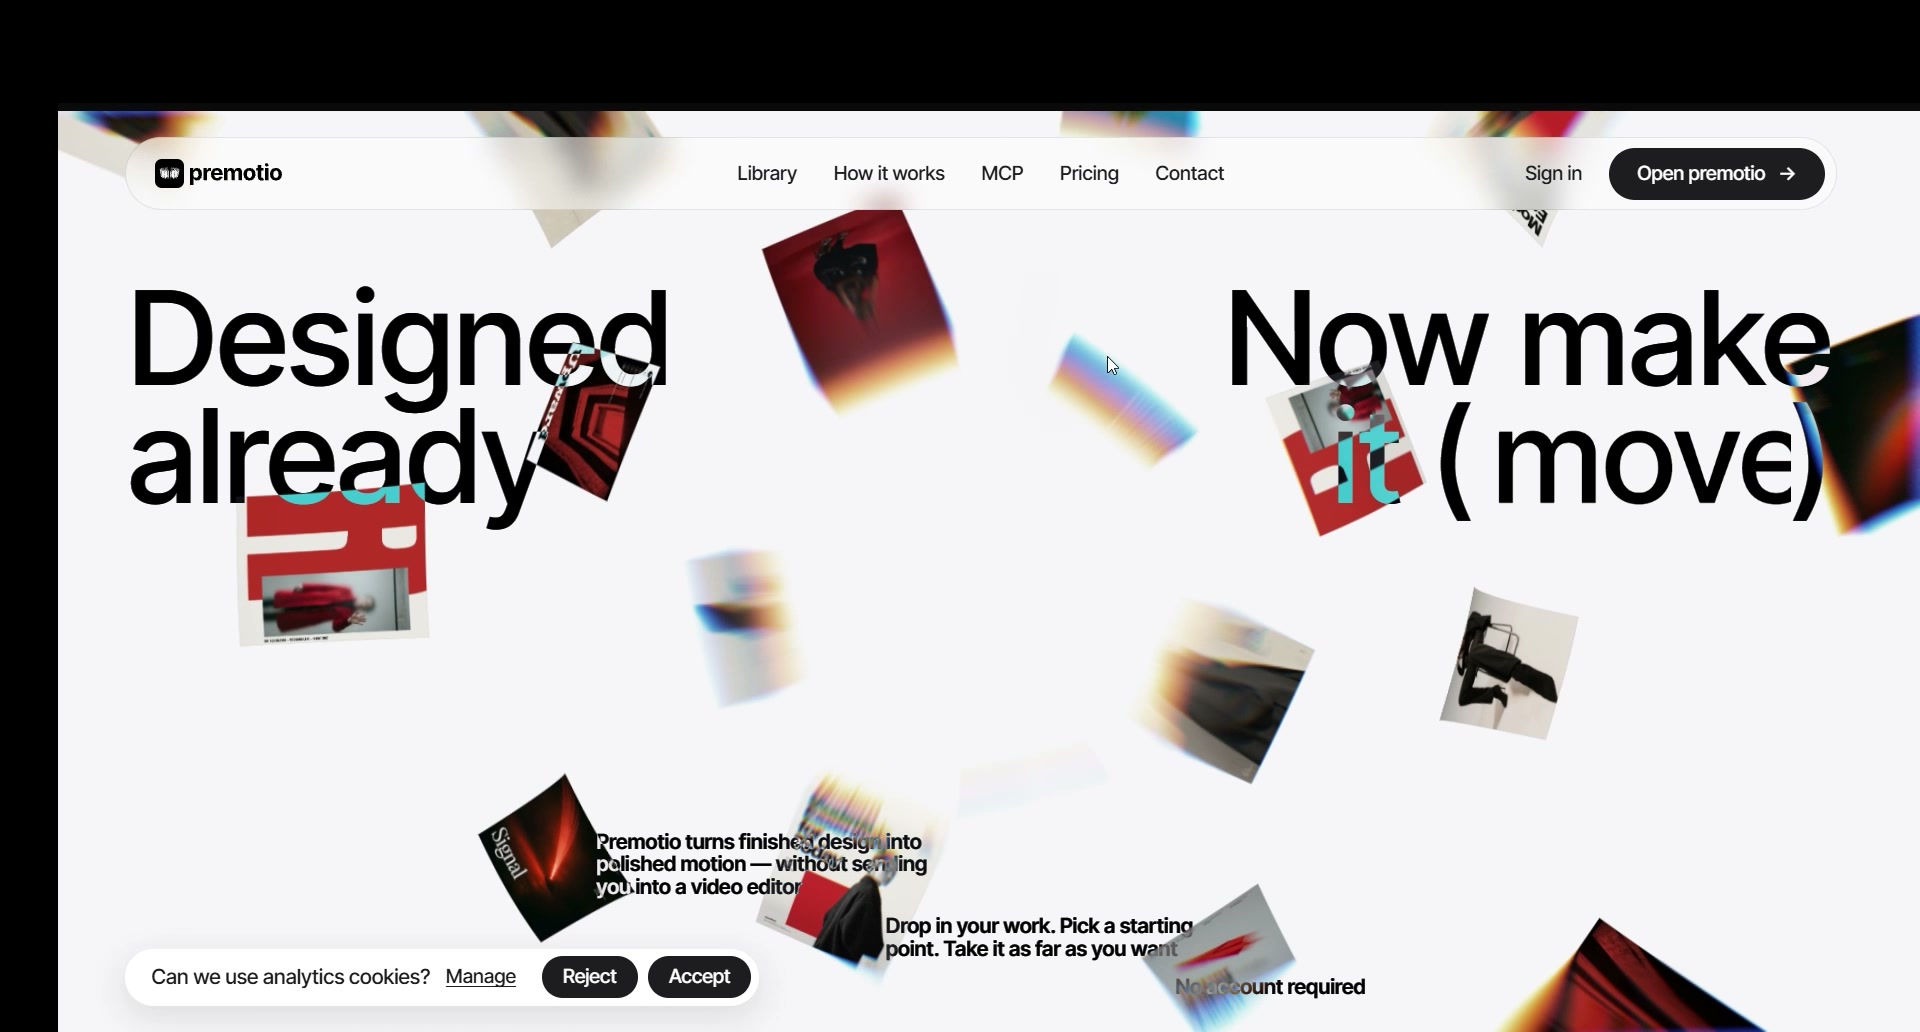 premotio
Library
How it works
MCP
Pricing
Contact
Sign in
Open premotio
Designed
already
Now make
it ( move)
Signal
Premotio turns finished design into
polished motion — without sending
you into a video editor
Drop in your work. Pick a starting
point. Take it as far as you want
No account required
Can we use analytics cookies?
Manage
Reject
Accept